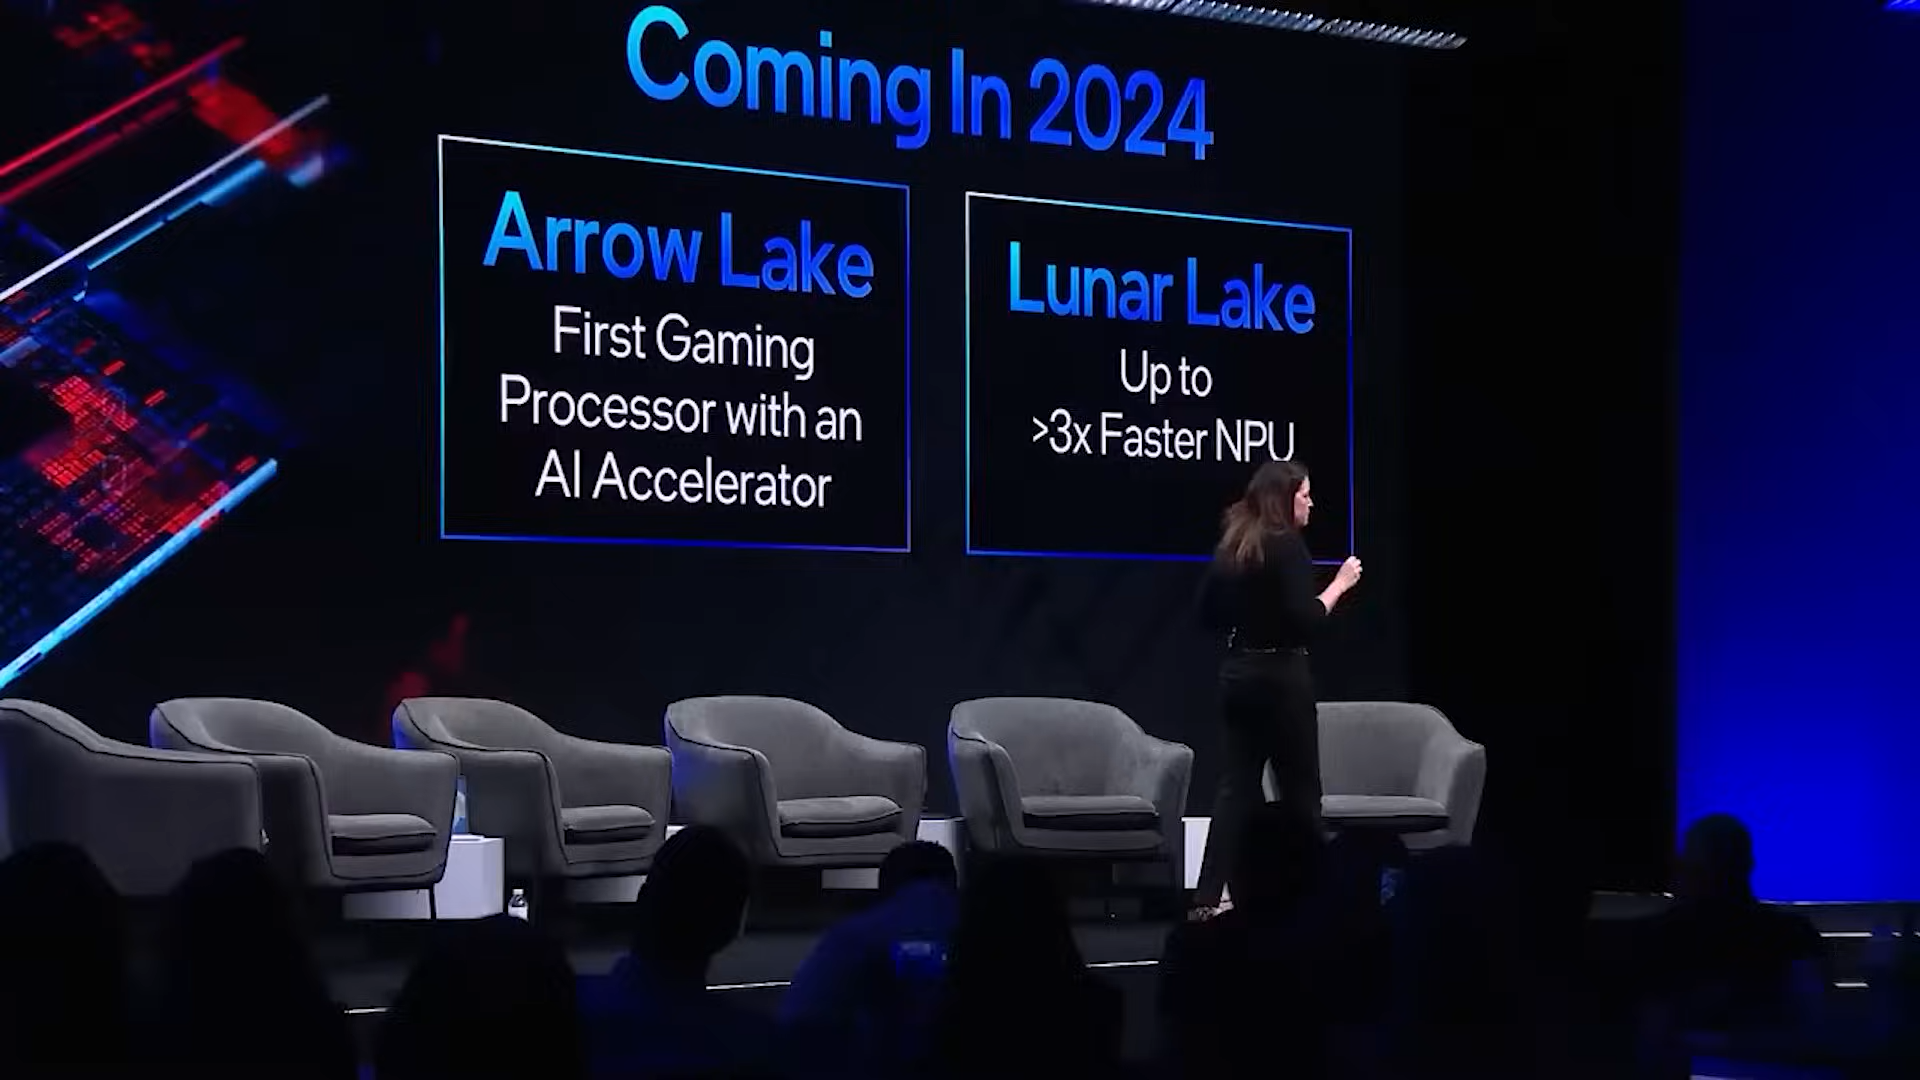 Coming In 2024
Arrow Lake
First Gaming
Processor with an
AI Accelerator
Lunar Lake
Up to
>3x Faster NPU